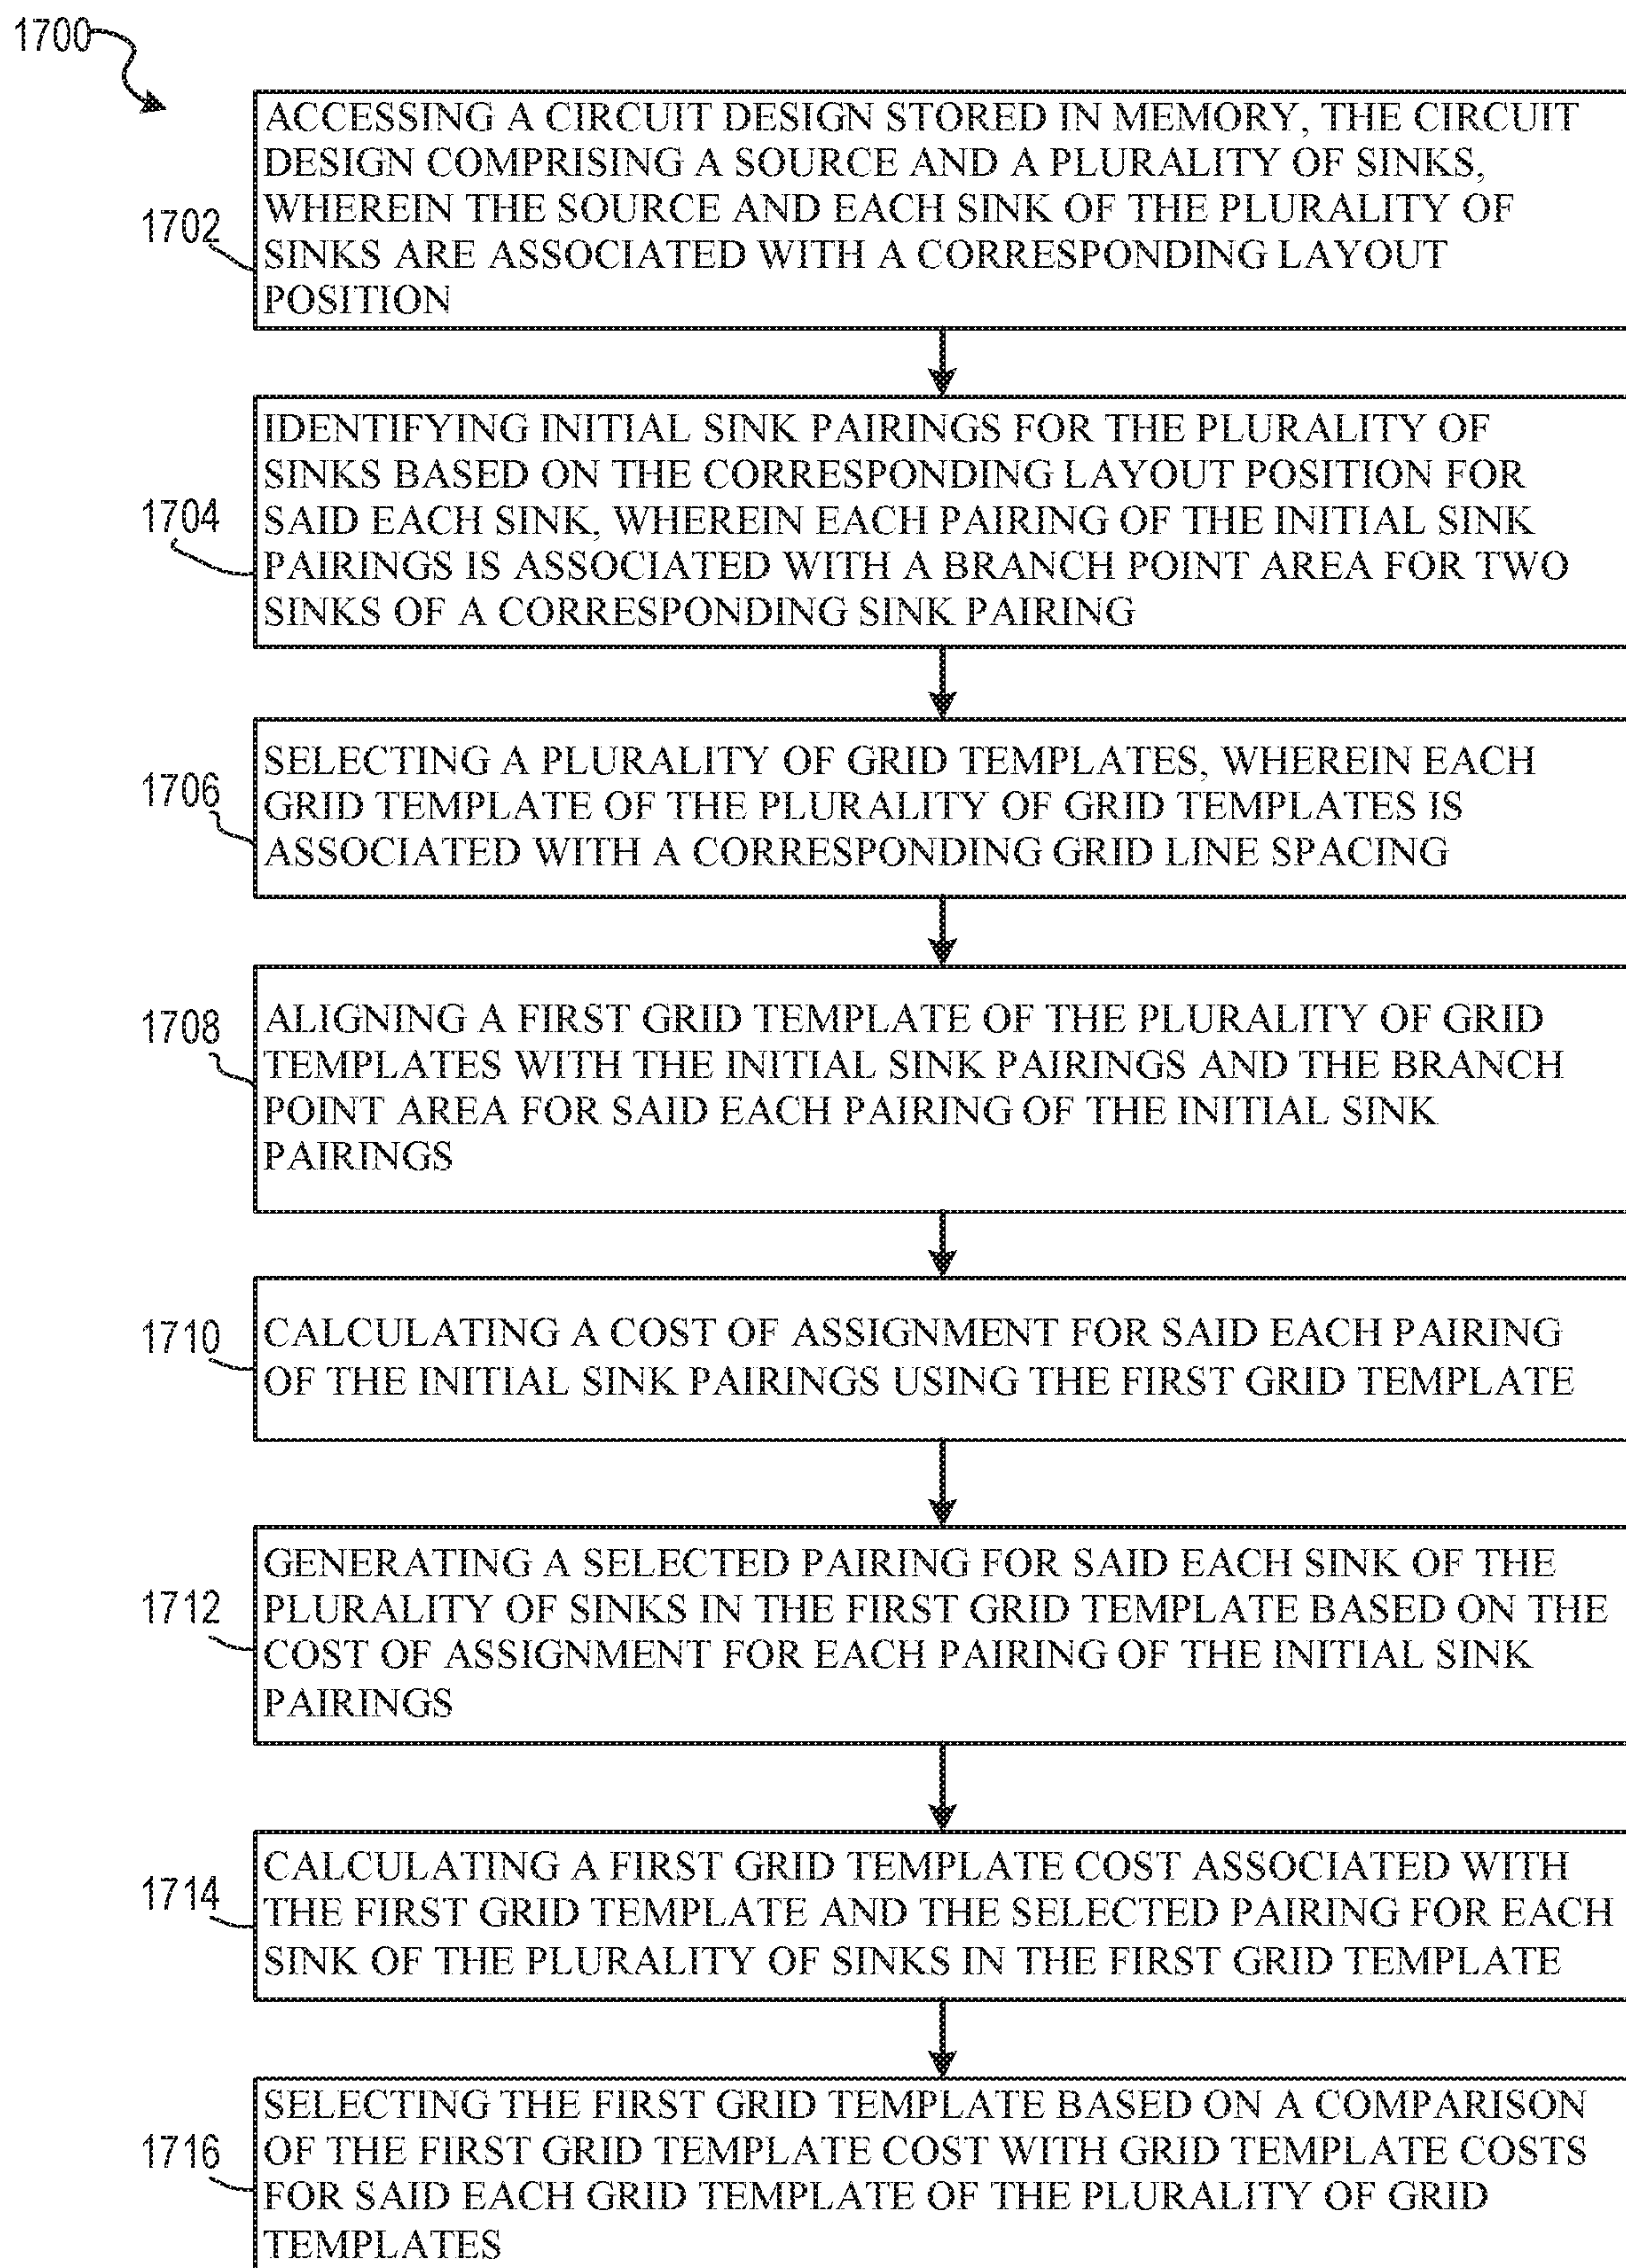 1700
ACCESSING A CIRCUIT DESIGN STORED IN MEMORY, THE CIRCUIT
DESIGN COMPRISING A SOURCE AND A PLURALITY OF SINKS,
WHEREIN THE SOURCE AND EACH SINK OF THE PLURALITY OF
1702
SINKS ARE ASSOCIATED WITH A CORRESPONDING LAYOUT
POSITION
IDENTIFYING INITIAL SINK PAIRINGS FOR THE PLURALITY OF
SINKS BASED ON THE CORRESPONDING LAYOUT POSITION FOR
1704
SAID EACH SINK, WHEREIN EACH PAIRING OF THE INITIAL SINK
PAIRINGS IS ASSOCIATED WITH A BRANCH POINT AREA FOR TWO
SINKS OF A CORRESPONDING SINK PAIRING
SELECTING A PLURALITY OF GRID TEMPLATES, WHEREIN EACH
1706
GRID TEMPLATE OF THE PLURALITY OF GRID TEMPLATES IS
ASSOCIATED WITH A CORRESPONDING GRID LINE SPACING
1708
ALIGNING A FIRST GRID TEMPLATE OF THE PLURALITY OF GRID
TEMPLATES WITH THE INITIAL SINK PAIRINGS AND THE BRANCH
POINT AREA FOR SAID EACH PAIRING OF THE INITIAL SINK
PAIRINGS
1710
CALCULATING A COST OF ASSIGNMENT FOR SAID EACH PAIRING
OF THE INITIAL SINK PAIRINGS USING THE FIRST GRID TEMPLATE
GENERATING A SELECTED PAIRING FOR SAID EACH SINK OF THE
1712
PLURALITY OF SINKS IN THE FIRST GRID TEMPLATE BASED ON THE
COST OF ASSIGNMENT FOR EACH PAIRING OF THE INITIAL SINK
PAIRINGS
CALCULATING A FIRST GRID TEMPLATE COST ASSOCIATED WITH
1714
THE FIRST GRID TEMPLATE AND THE SELECTED PAIRING FOR EACH
SINK OF THE PLURALITY OF SINKS IN THE FIRST GRID TEMPLATE
SELECTING THE FIRST GRID TEMPLATE BASED ON A COMPARISON
1716
OF THE FIRST GRID TEMPLATE COST WITH GRID TEMPLATE COSTS
FOR SAID EACH GRID TEMPLATE OF THE PLURALITY OF GRID
TEMPLATES